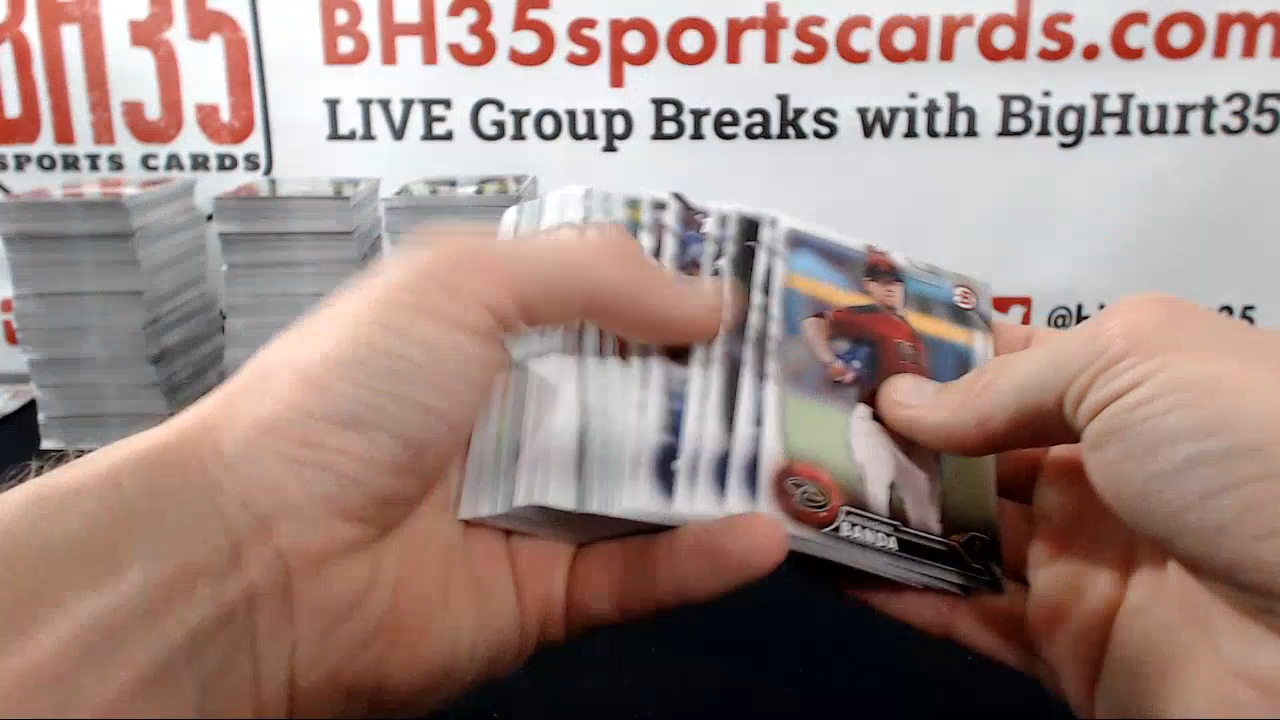 BH35
SPORTS CARDS
BH35sportscards.com
LIVE Group Breaks with BigHurt35
BANDA